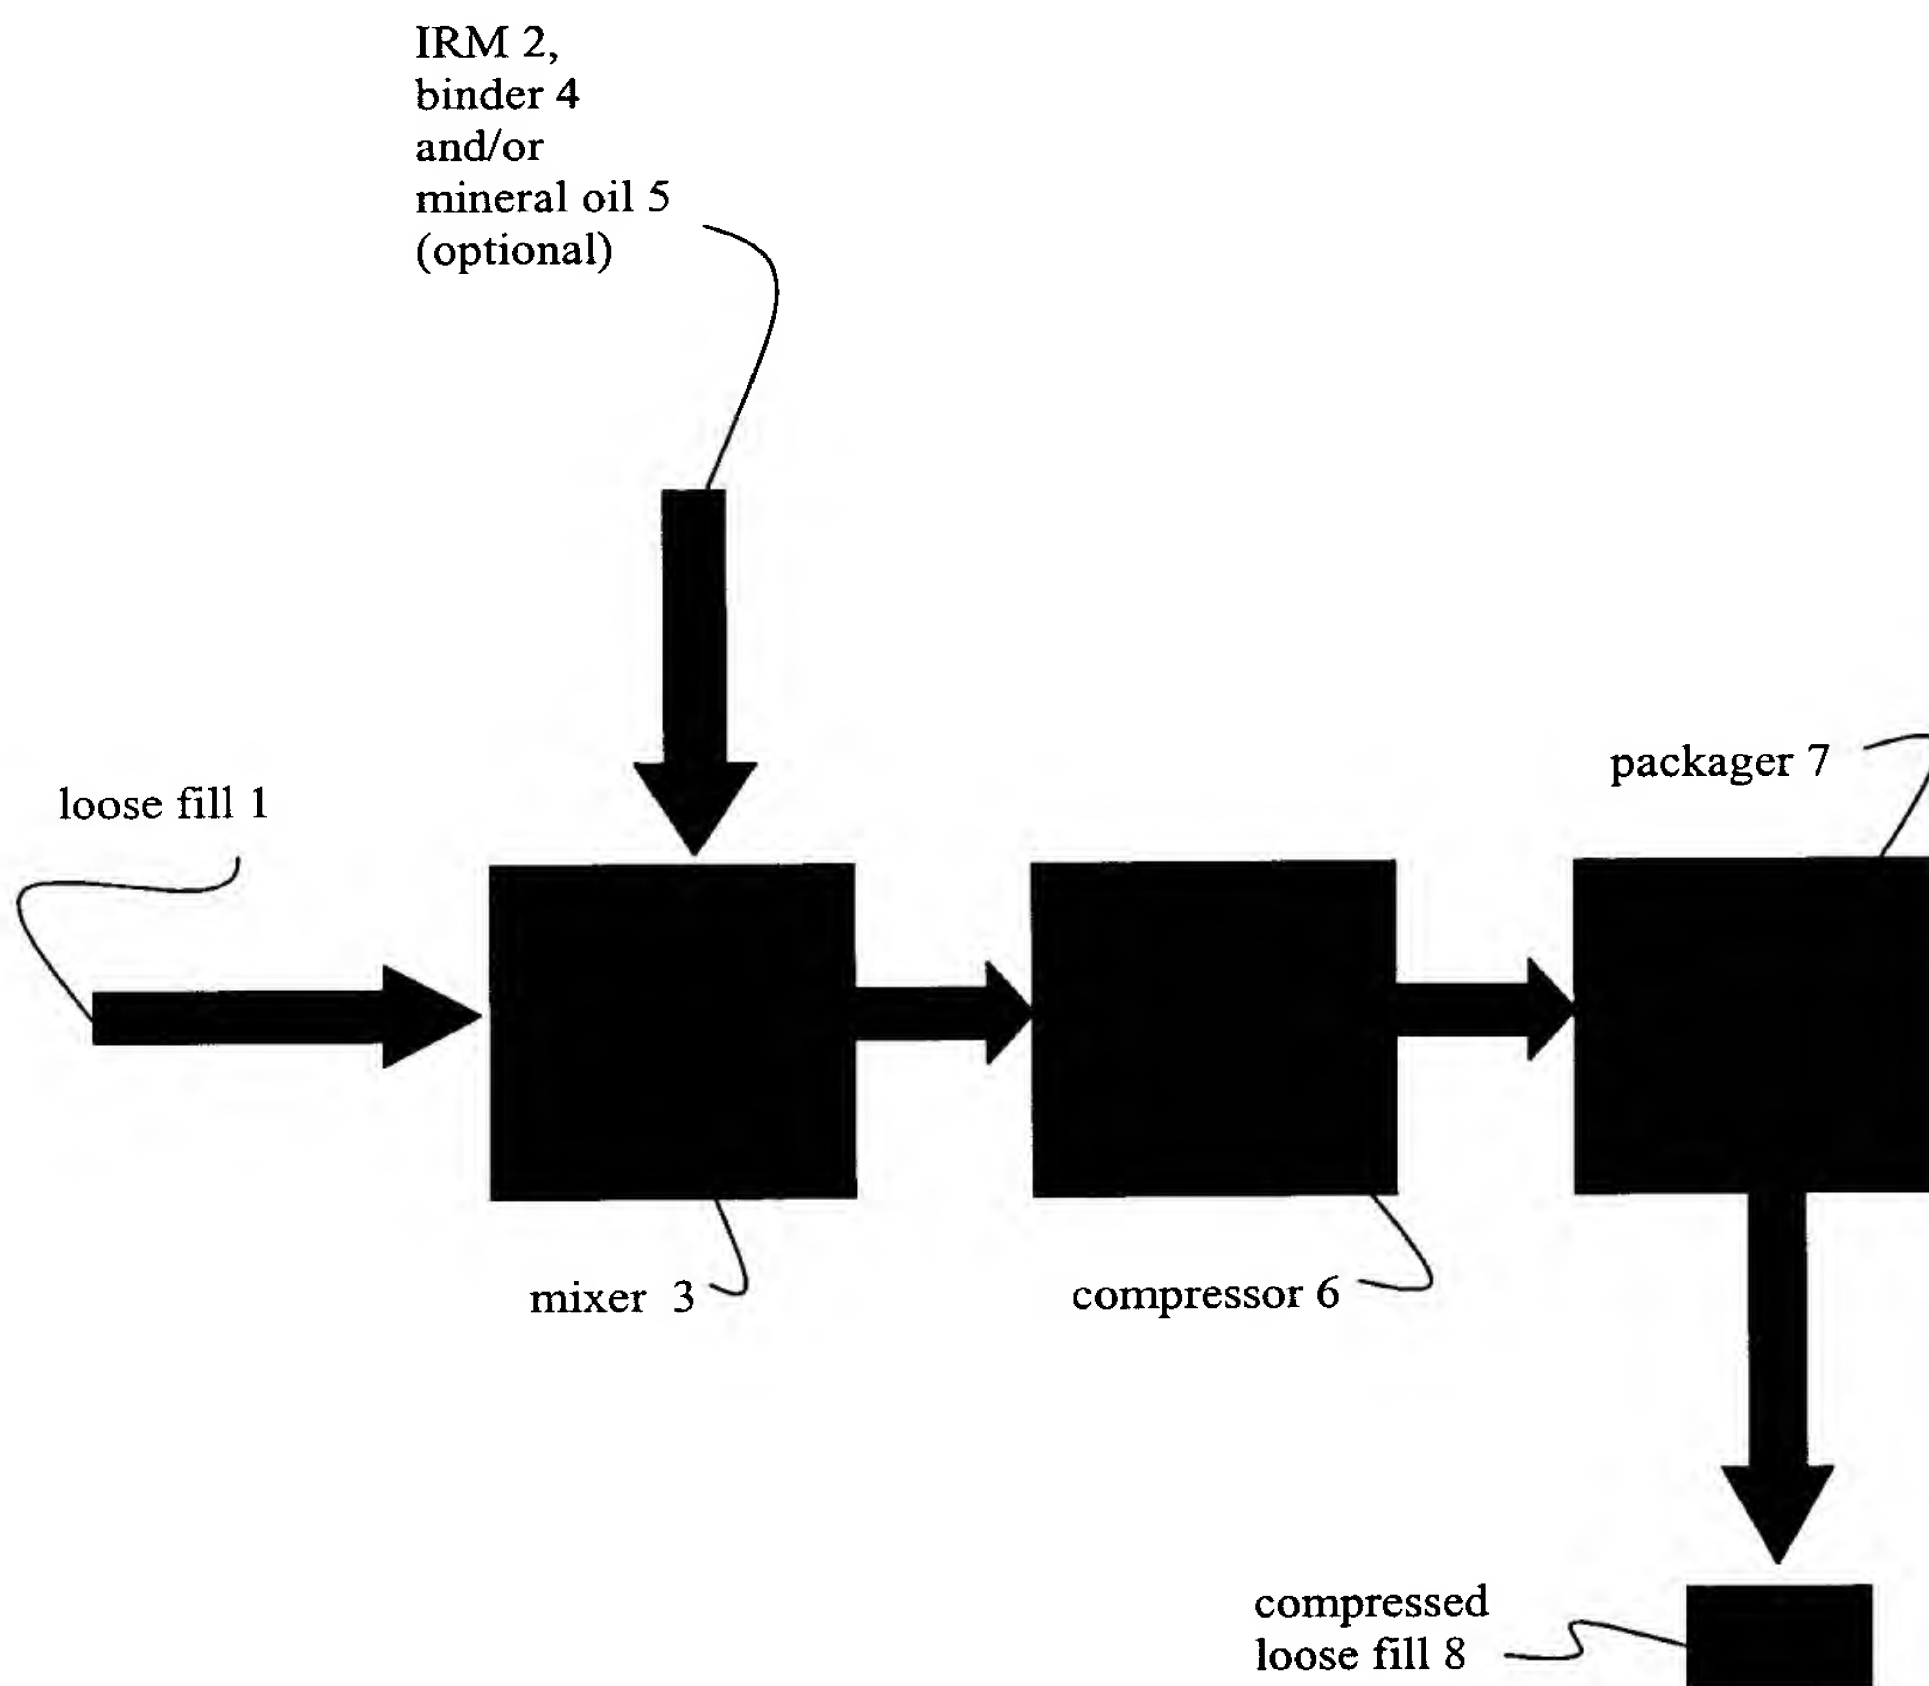 IRM 2,
binder 4
and/or
mineral oil 5
(optional)
packager 7
loose fill 1
mixer 3
compressor 6
compressed
loose fill 8